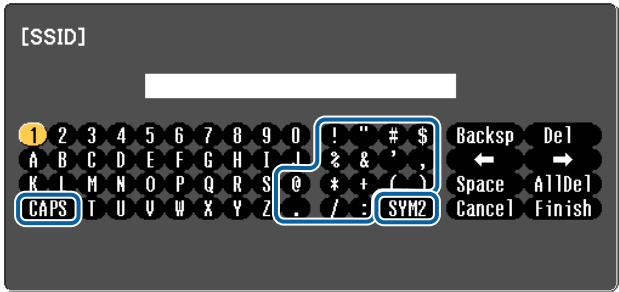 [SSID]
1 2 3 4 5 6 7 8 9 0 ! " # $ Backsp Del
A B C D E F G H I J % & ' , ← →
K L M N O P Q R S @ * + ( ) Space AllDel
CAPS T U V W X Y Z . / : SYM2 Cancel Finish